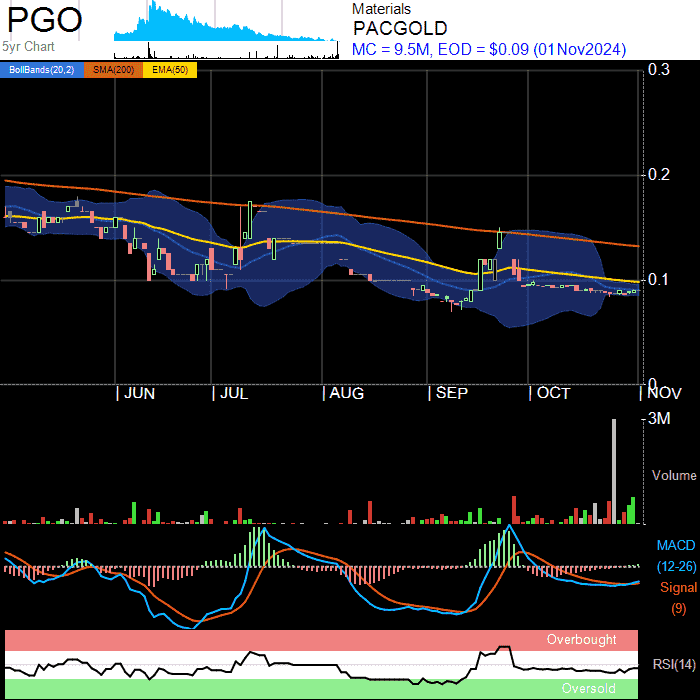 PGO
5yr Chart
Materials
PACGOLD
MC = 9.5M, EOD = $0.09 (01Nov2024)
BollBands(20,2) SMA(200) EMA(50)
0.3
0.2
0.1
0
JUN JUL AUG SEP OCT NOV
3M
Volume
MACD
(12-26)
Signal
(9)
Overbought
RSI(14)
Oversold